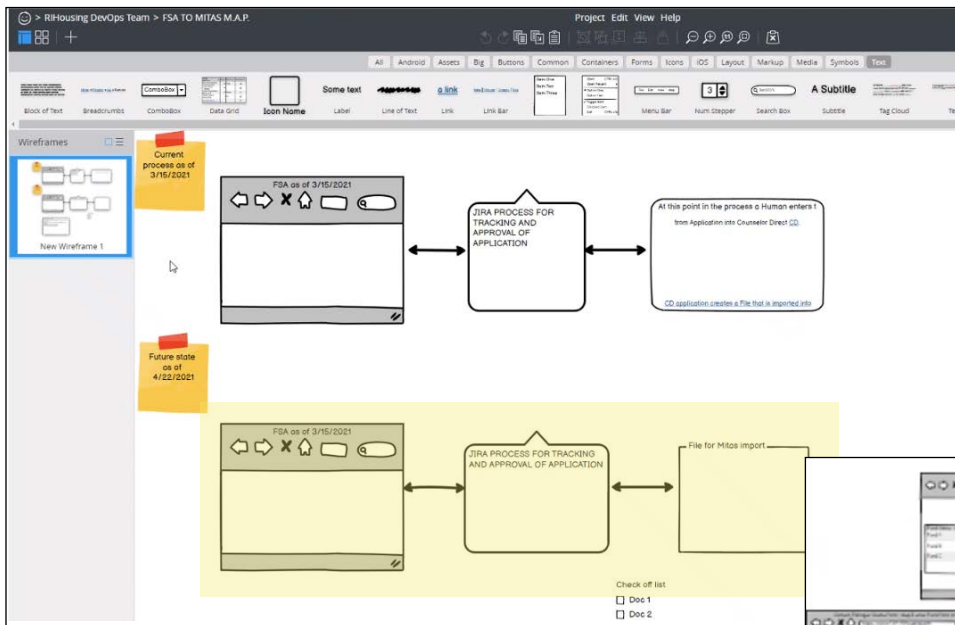 > RIHousing DevOps Team > FSA TO MITAS M.A.P.
Project Edit View Help
All Android Assets Big Buttons Common Containers Forms Icons iOS Layout Markup Media Symbols Text
ComboBox
Some text
a link
3
A Subtitle
Block of Text Breadcrumbs ComboBox Data Grid Icon Name Label Line of Text Link Link Bar Menu Bar Num Stepper Search Box Subtitle Tag Cloud
Wireframes
New Wireframe 1
Current
process as of
3/15/2021
FSA as of 3/15/2021
JIRA PROCESS FOR
TRACKING AND
APPROVAL OF
APPLICATION
At this point in the process a Human enters t
from Application into Counselor Direct CD.
CD application creates a File that is imported into
Future state
as of
4/22/2021
FSA as of 3/15/2021
JIRA PROCESS FOR TRACKING
AND APPROVAL OF APPLICATION
File for Mitas import
Check off list
Doc 1
Doc 2